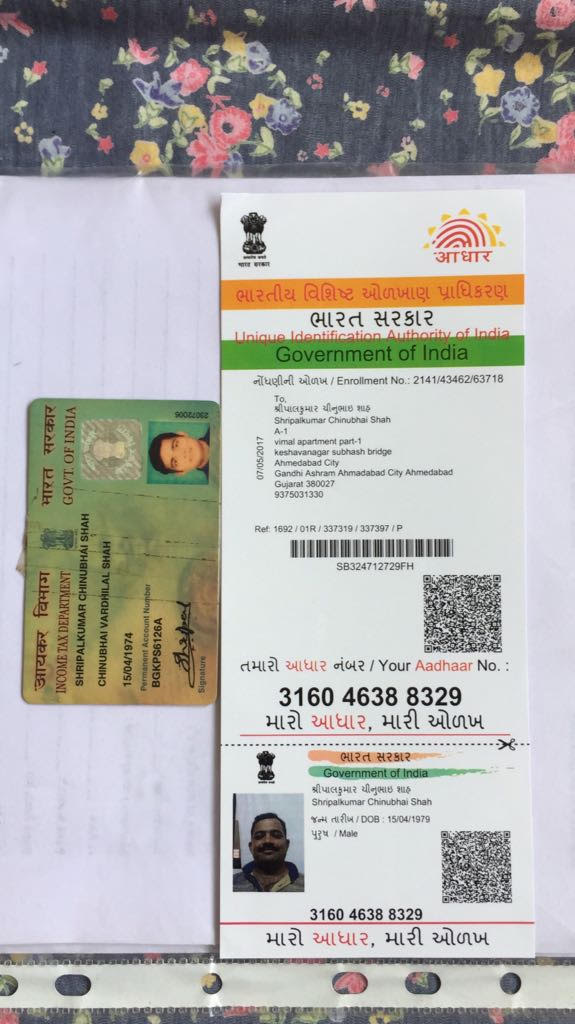 आयकर विभाग
INCOME TAX DEPARTMENT
भारत सरकार
GOVT. OF INDIA
SHRIPALKUMAR CHINUBHAI SHAH
CHINUBHAI VARDHILAL SHAH
15/04/1974
Permanent Account Number
BGKPS6126A
Signature
23072006
भारत सरकार
आधार
ભારતીય વિશિષ્ટ ઓળખાણ પ્રાધિકરણ
ભારત સરકાર
Unique Identification Authority of India
Government of India
નોંધણીની ઓળખ / Enrollment No.: 2141/43462/63718
07/05/2017
To,
શ્રીપાલકુમાર ચીનુભાઇ શાહ
Shripalkumar Chinubhai Shah
A-1
vimal apartment part-1
keshavanagar subhash bridge
Ahmedabad City
Gandhi Ashram Ahmadabad City Ahmedabad
Gujarat 380027
9375031330
Ref: 1692 / 01R / 337319 / 337397 / P
SB324712729FH
તમારો આધાર નંબર / Your Aadhaar No. :
3160 4638 8329
મારો આધાર, મારી ઓળખ
ભારત સરકાર
Government of India
શ્રીપાલકુમાર ચીનુભાઇ શાહ
Shripalkumar Chinubhai Shah
જન્મ તારીખ / DOB : 15/04/1979
પુરુષ / Male
3160 4638 8329
મારો આધાર, મારી ઓળખ